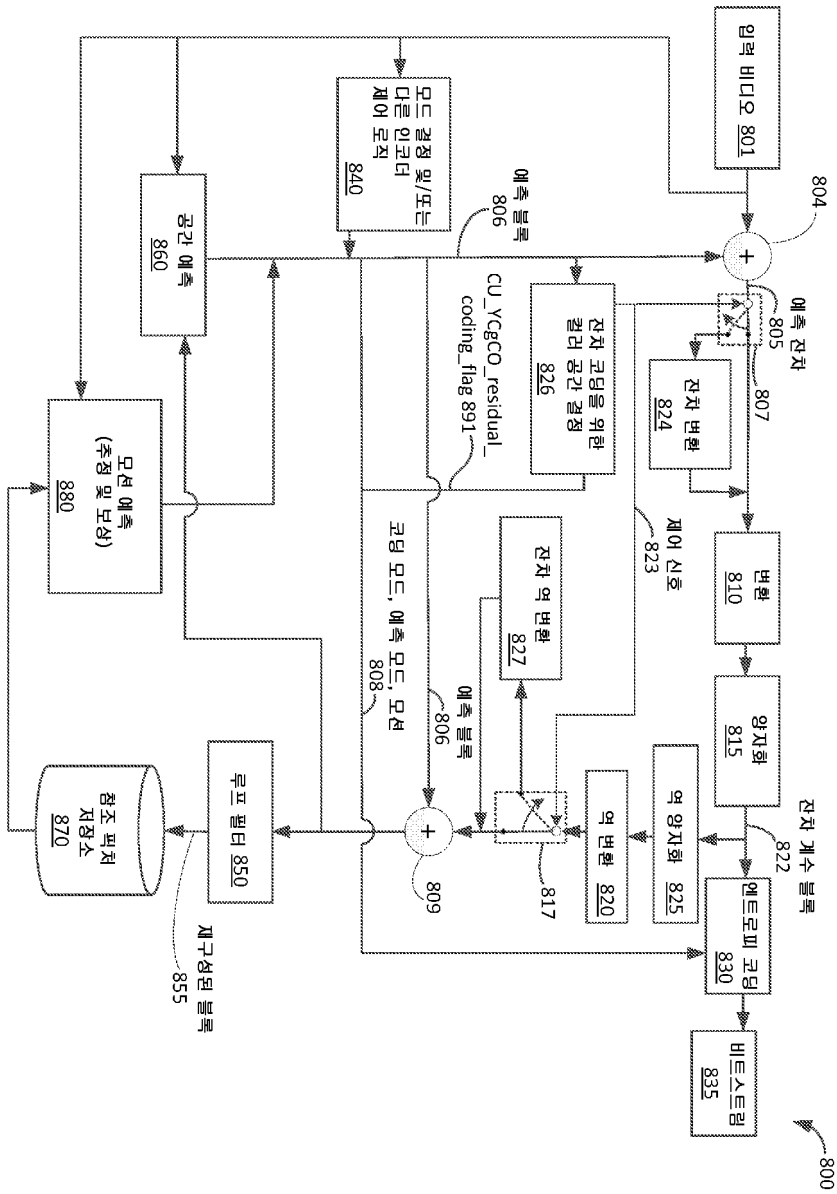 800
입력 비디오 801
804
예측 잔차
805
807
잔차 변환
824
변환
810
양자화
815
잔차 계수 블록
822
엔트로피 코딩
830
비트스트림
835
예측 블록
806
잔차 코딩을 위한
컬러 공간 결정
826
제어 신호
823
역 양자화 825
역 변환 820
817
모드 결정 및/또는
다른 인코더
제어 로직
840
CU_YCgCO_residual_
coding_flag 891
잔차 역 변환
827
예측 블록
806
809
코딩 모드, 예측 모드, 모션
808
공간 예측
860
루프 필터 850
재구성된 블록
855
모션 예측
(추정 및 보상)
880
참조 픽처
저장소
870